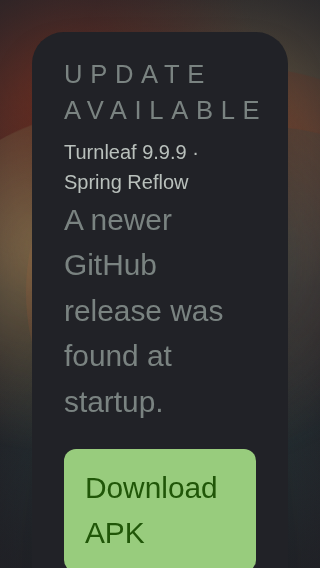 UPDATE
AVAILABLE
Turnleaf 9.9.9 ·
Spring Reflow
A newer
GitHub
release was
found at
startup.
Download
APK